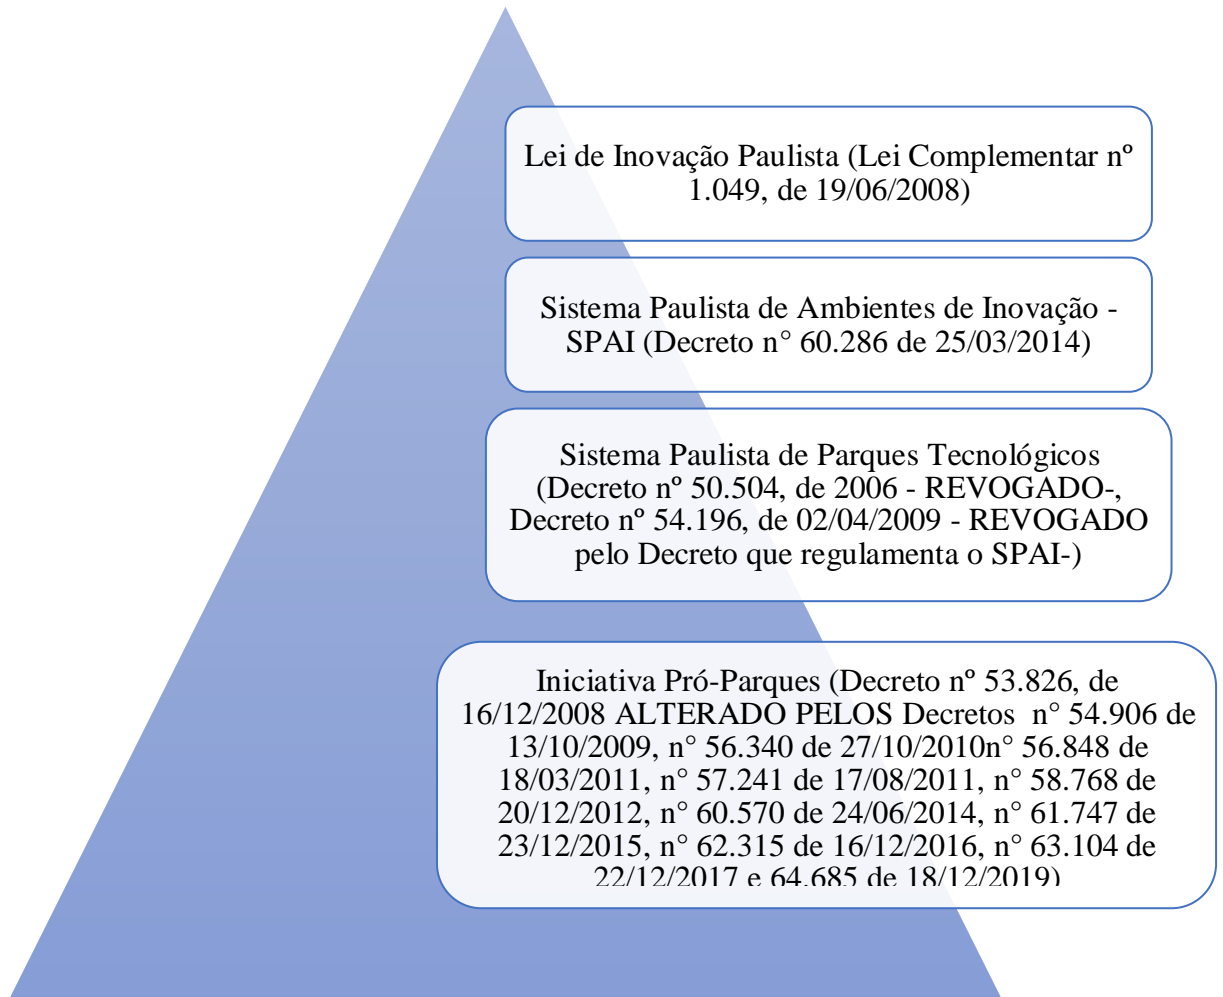 Lei de Inovação Paulista (Lei Complementar nº
1.049, de 19/06/2008)
Sistema Paulista de Ambientes de Inovação -
SPAI (Decreto n° 60.286 de 25/03/2014)
Sistema Paulista de Parques Tecnológicos
(Decreto nº 50.504, de 2006 - REVOGADO-,
Decreto nº 54.196, de 02/04/2009 - REVOGADO
pelo Decreto que regulamenta o SPAI-)
Iniciativa Pró-Parques (Decreto nº 53.826, de
16/12/2008 ALTERADO PELOS Decretos  n° 54.906 de
13/10/2009, n° 56.340 de 27/10/2010n° 56.848 de
18/03/2011, n° 57.241 de 17/08/2011, n° 58.768 de
20/12/2012, n° 60.570 de 24/06/2014, n° 61.747 de
23/12/2015, n° 62.315 de 16/12/2016, n° 63.104 de
22/12/2017 e 64.685 de 18/12/2019)